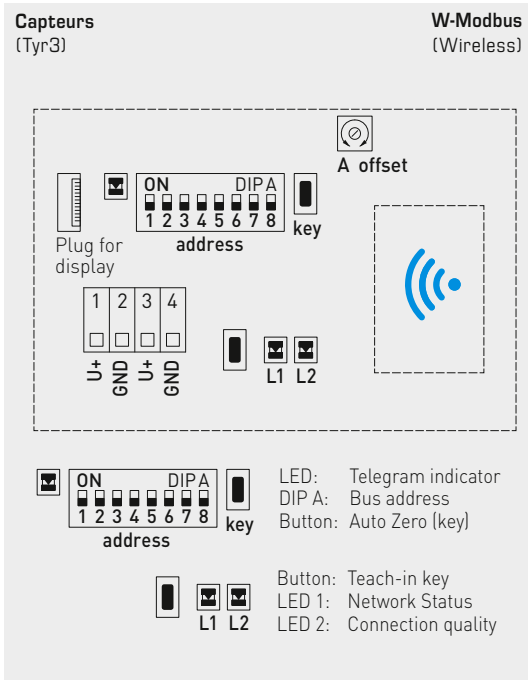 Capteurs
(Tyr3)
W-Modbus
(Wireless)
A offset
ON DIP A
1 2 3 4 5 6 7 8
address
key
Plug for
display
1 2 3 4
U+ GND U+ GND
L1 L2
ON DIP A
1 2 3 4 5 6 7 8
address
key
LED: Telegram indicator
DIP A: Bus address
Button: Auto Zero (key)
L1 L2
Button: Teach-in key
LED 1: Network Status
LED 2: Connection quality